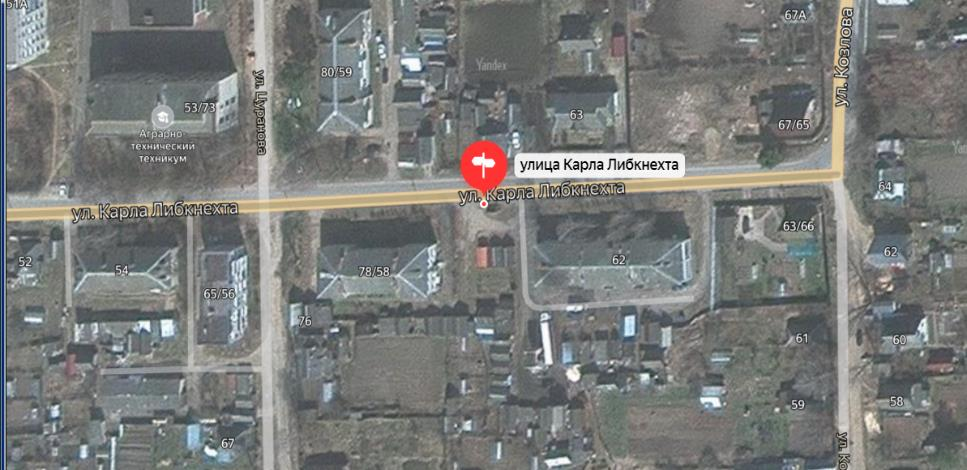 51А
67А
ул. Козлова
80/59
Yandex
63
53/73
67/65
Аграрно-
технический
техникум
ул. Цуранова
улица Карла Либкнехта
ул. Карла Либкнехта
ул. Карла Либкнехта
64
63/66
62
62
52
54
78/58
65/56
76
61
60
59
58
67